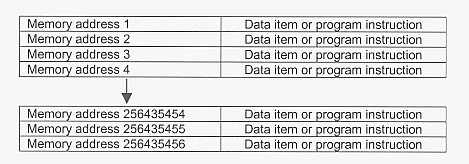 Memory address 1 Data item or program instruction
Memory address 2 Data item or program instruction
Memory address 3 Data item or program instruction
Memory address 4 Data item or program instruction
Memory address 256435454 Data item or program instruction
Memory address 256435455 Data item or program instruction
Memory address 256435456 Data item or program instruction